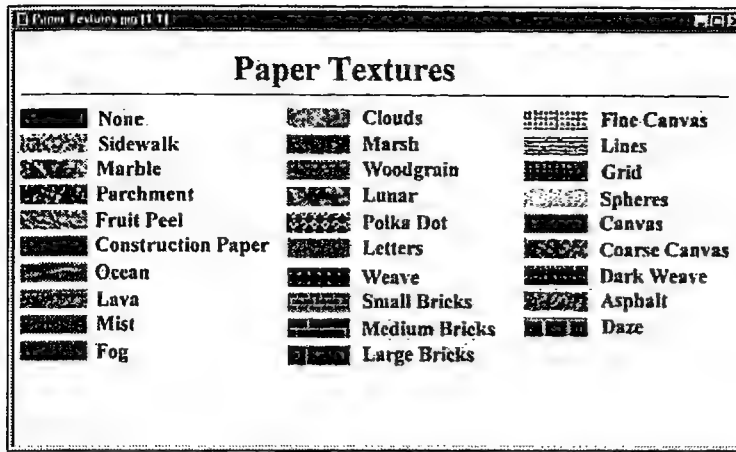 Paper Textures
None
Sidewalk
Marble
Parchment
Fruit Peel
Construction Paper
Ocean
Lava
Mist
Fog
Clouds
Marsh
Woodgrain
Lunar
Polka Dot
Letters
Weave
Small Bricks
Medium Bricks
Large Bricks
Fine Canvas
Lines
Grid
Spheres
Canvas
Coarse Canvas
Dark Weave
Asphalt
Daze